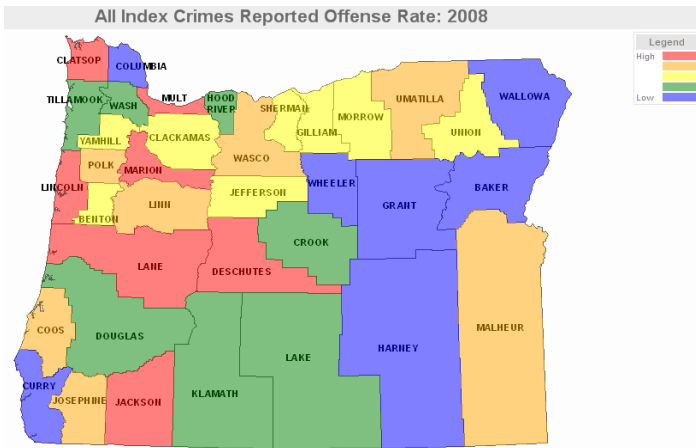 All Index Crimes Reported Offense Rate: 2008
Legend
High
Low
CLATSOP
COLUMBIA
TILLAMOOK
WASH
MULT
HOOD
RIVER
SHERMAN
GILLIAM
MORROW
UMATILLA
UNION
WALLOWA
YAMHILL
CLACKAMAS
POLK
MARION
WASCO
LINCOLN
BENTON
LINN
JEFFERSON
WHEELER
GRANT
BAKER
CROOK
LANE
DESCHUTES
COOS
DOUGLAS
LAKE
HARNEY
MALHEUR
CURRY
JOSEPHINE
JACKSON
KLAMATH